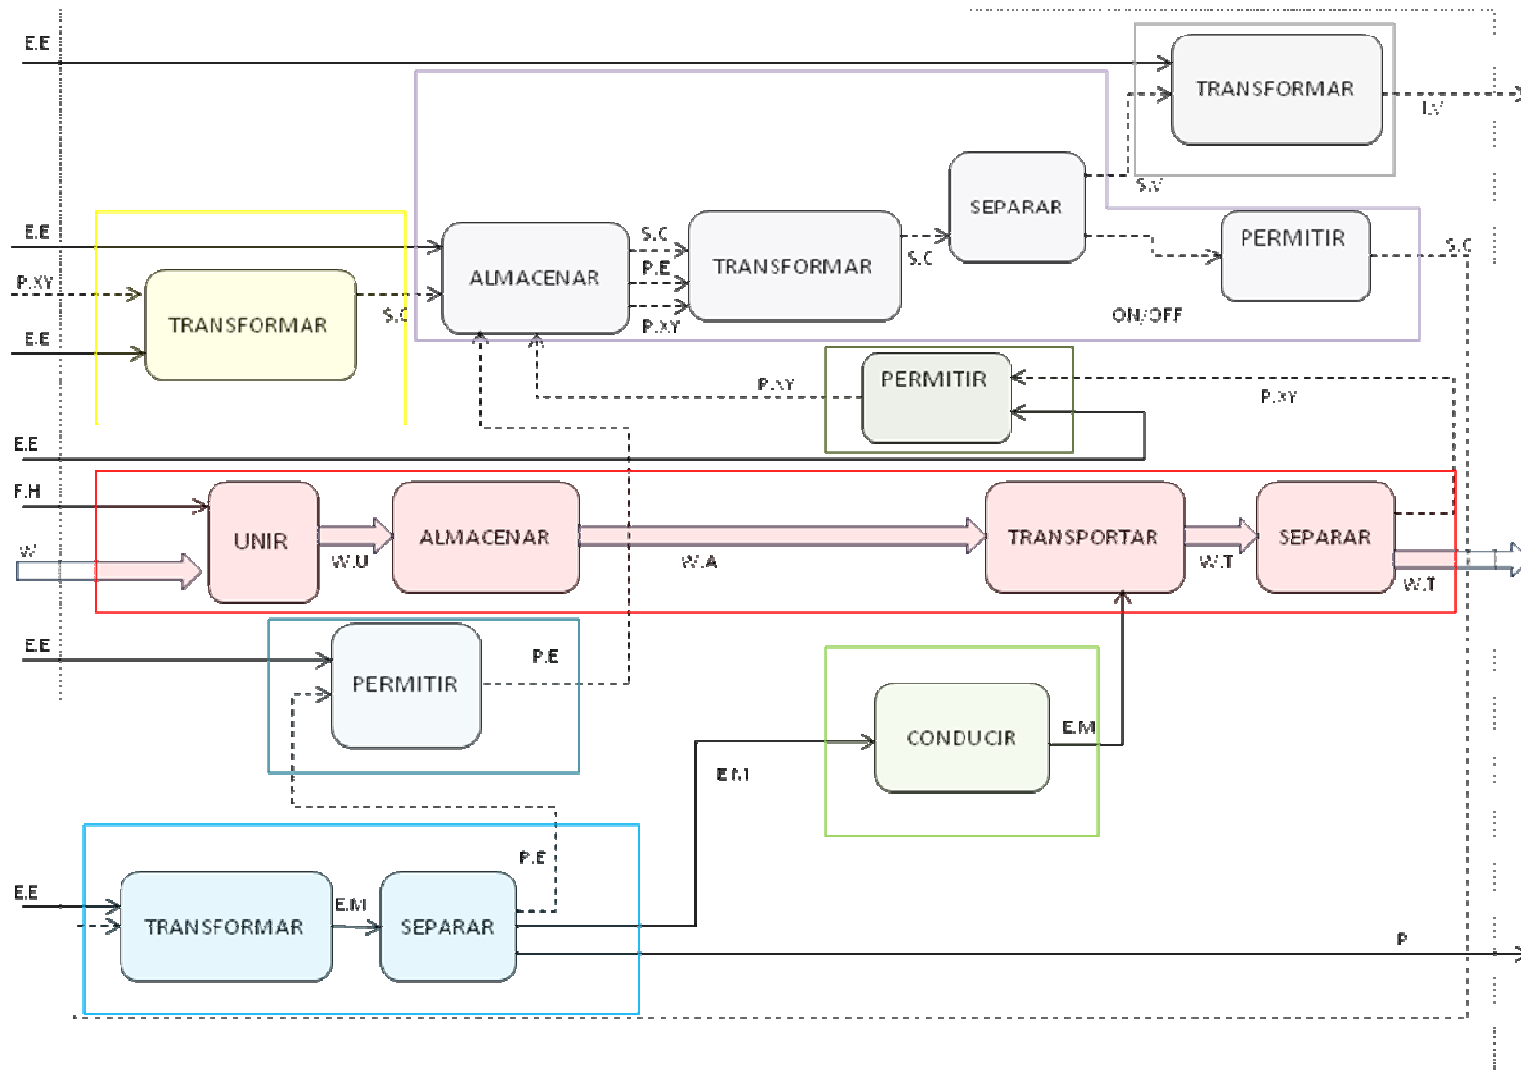 E.E
TRANSFORMAR
I.V
S.V
SEPARAR
E.E
S.C
PERMITIR
S.C
ALMACENAR
P.E
TRANSFORMAR
S.C
P.XY
TRANSFORMAR
S.C
P.XY
ON/OFF
E.E
PERMITIR
P.XY
P.XY
E.E
F.H
UNIR
ALMACENAR
TRANSPORTAR
SEPARAR
W
W.U
W.A
W.T
W.T
E.E
P.E
PERMITIR
CONDUCIR
E.M
E.M
P.E
E.E
E.M
TRANSFORMAR
SEPARAR
P